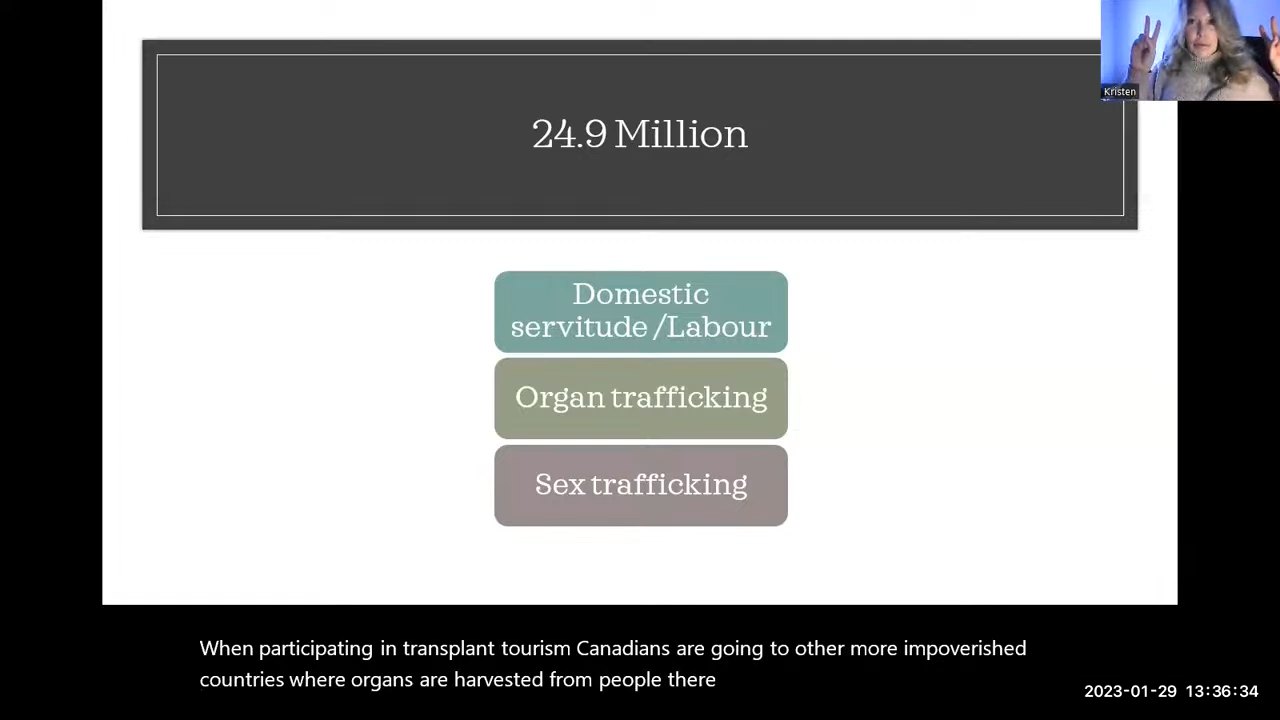 24.9 Million
Kristen
Domestic
servitude /Labour
Organ trafficking
Sex trafficking
When participating in transplant tourism Canadians are going to other more impoverished
countries where organs are harvested from people there
2023-01-29 13:36:34